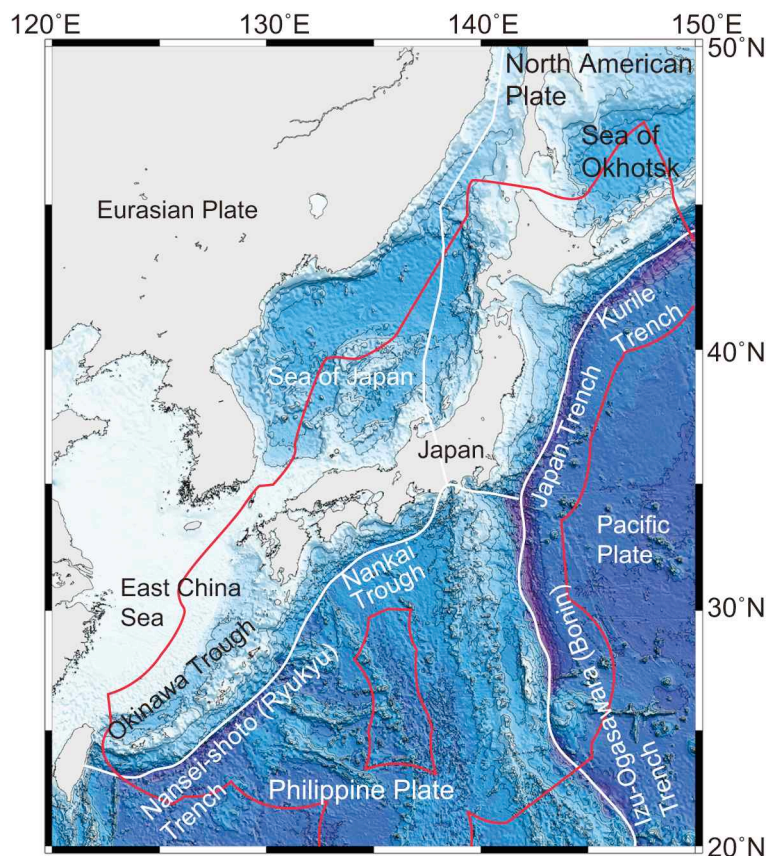 120°E 130°E 140°E 150°E
50°N
North American
Plate
Sea of
Okhotsk
Eurasian Plate
Kurile
Trench
40°N
Sea of Japan
Japan
Japan Trench
Pacific
Plate
Nankai
Trough
East China
Sea
30°N
Okinawa Trough
Nansei-shoto (Ryukyu)
Trench
Izu-Ogasawara (Bonin)
Trench
Philippine Plate
20°N